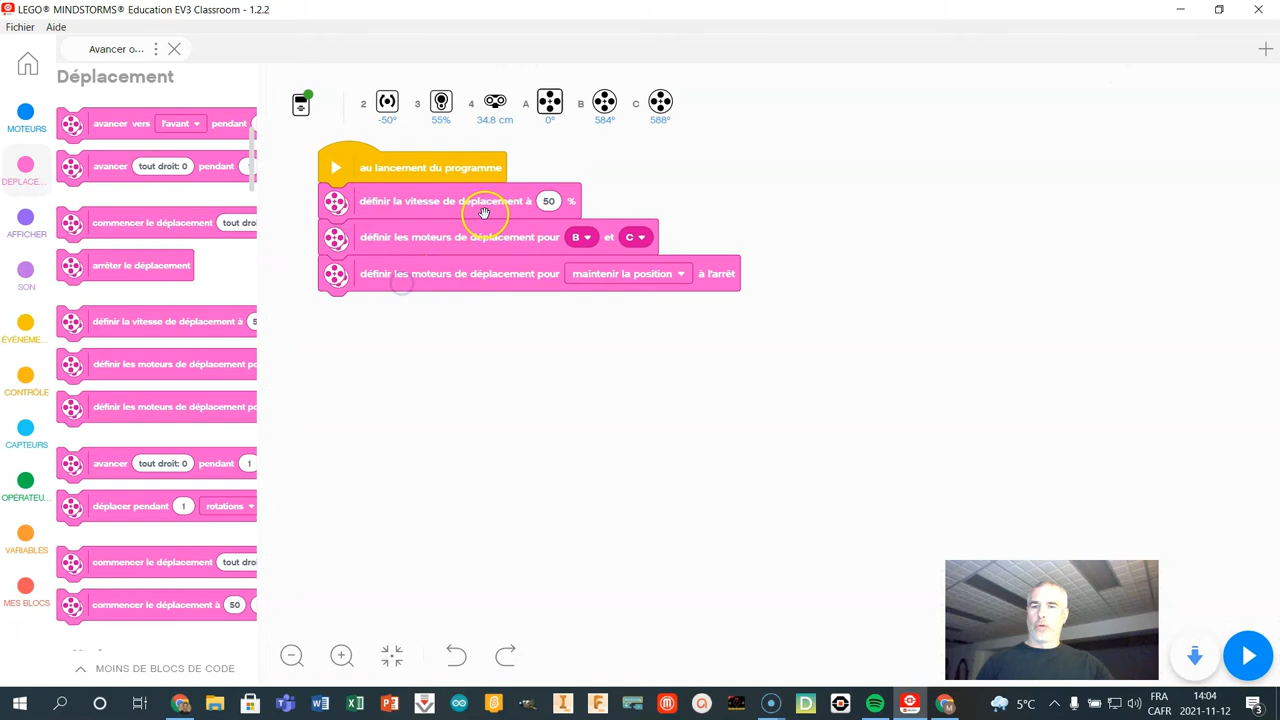 LEGO® MINDSTORMS® Education EV3 Classroom - 1.2.2
Fichier Aide
Avancer o...
Déplacement
MOTEURS
DÉPLACE...
AFFICHER
SON
ÉVÉNEME...
CONTRÔLE
CAPTEURS
OPÉRATEU...
VARIABLES
MES BLOCS
avancer vers l'avant pendant
avancer tout droit: 0 pendant
commencer le déplacement tout droi
arrêter le déplacement
définir la vitesse de déplacement à 5
définir les moteurs de déplacement po
définir les moteurs de déplacement po
avancer tout droit: 0 pendant 1
déplacer pendant 1 rotations
commencer le déplacement tout droi
commencer le déplacement à 50
MOINS DE BLOCS DE CODE
2 -50° 3 55% 4 34.8 cm A 0° B 584° C 588°
au lancement du programme
définir la vitesse de déplacement à 50 %
définir les moteurs de déplacement pour B et C
définir les moteurs de déplacement pour maintenir la position à l'arrêt
5°C
FRA
CAFR
14:04
2021-11-12
3